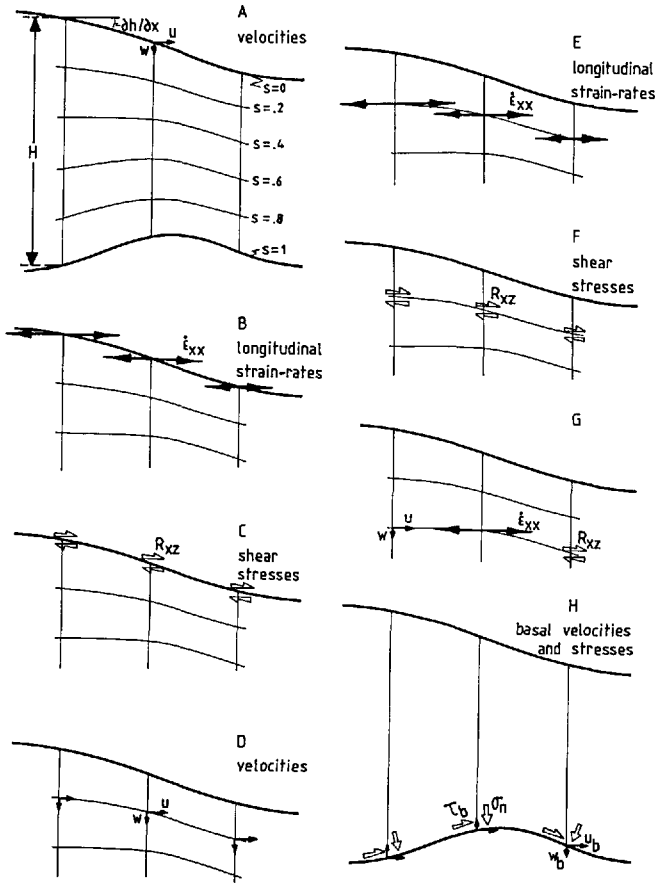 A
velocities
-∂h/∂x
u
w
H
S=0
S=.2
S=.4
S=.6
S=.8
S=1
B
ε̇xx
longitudinal
strain-rates
C
Rxz
shear
stresses
D
velocities
u
w
E
longitudinal
strain-rates
ε̇xx
F
shear
stresses
Rxz
G
u
w
ε̇xx
Rxz
H
basal velocities
and stresses
τb
σn
ub
wb